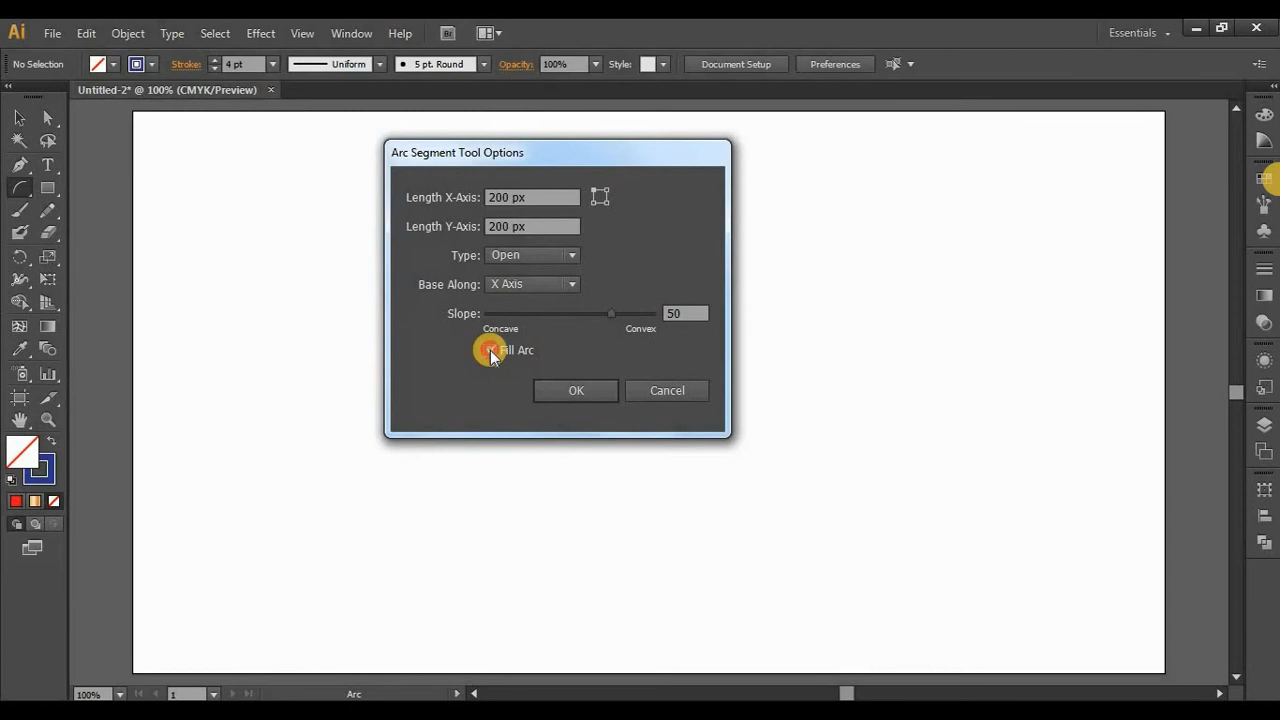 Ai File Edit Object Type Select Effect View Window Help Br Essentials
No Selection Stroke: 4 pt Uniform 5 pt. Round Opacity: 100% Style: Document Setup Preferences
Untitled-2* @ 100% (CMYK/Preview)
Arc Segment Tool Options
Length X-Axis: 200 px
Length Y-Axis: 200 px
Type: Open
Base Along: X Axis
Slope: 50
Concave Convex
Fill Arc
OK Cancel
100% 1 Arc